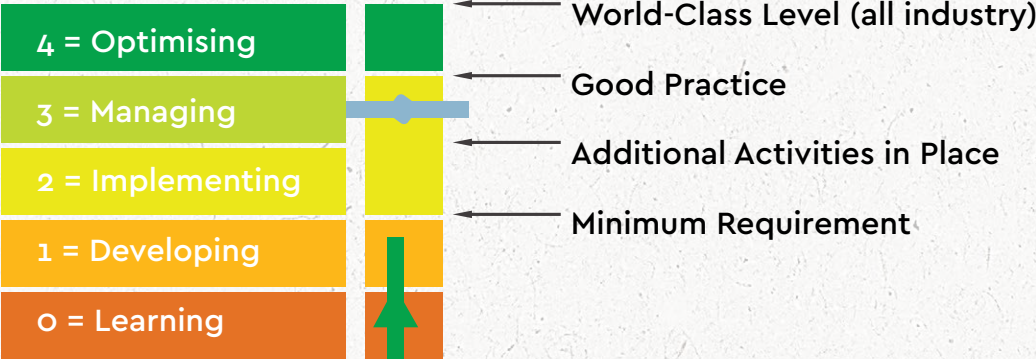 World-Class Level (all industry)
4 = Optimising
Good Practice
3 = Managing
Additional Activities in Place
2 = Implementing
Minimum Requirement
1 = Developing
0 = Learning